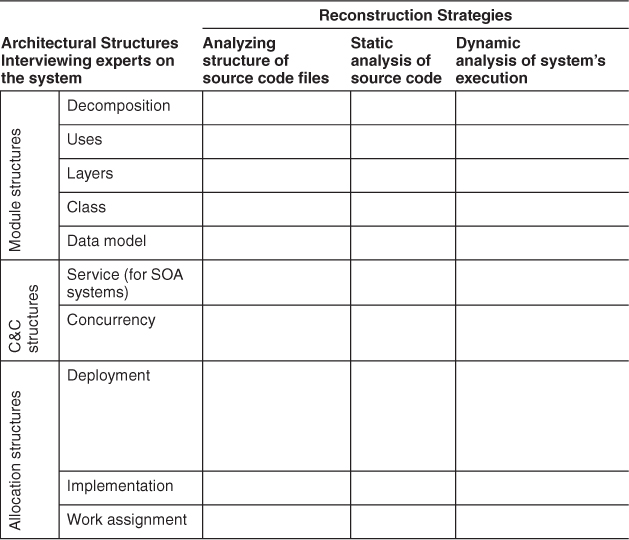 Reconstruction Strategies
Architectural Structures
Interviewing experts on
the system
Analyzing
structure of
source code files
Static
analysis of
source code
Dynamic
analysis of system's
execution
Module structures
Decomposition
Uses
Layers
Class
Data model
C&C
structures
Service (for SOA
systems)
Concurrency
Allocation structures
Deployment
Implementation
Work assignment